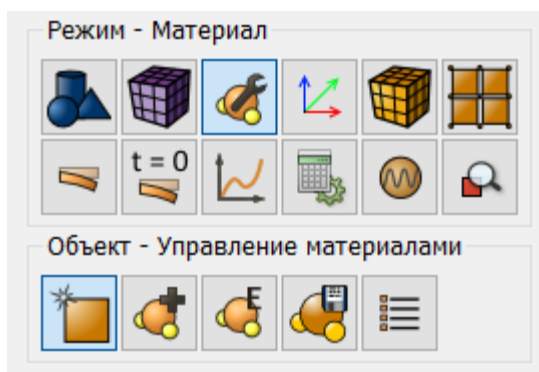 Режим - Материал
t = 0
Объект - Управление материалами
E